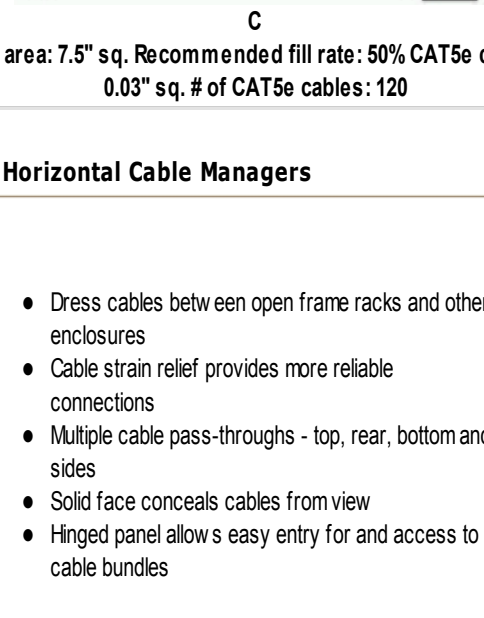 C
area: 7.5" sq. Recommended fill rate: 50% CAT5e
0.03" sq. # of CAT5e cables: 120
Horizontal Cable Managers
● Dress cables between open frame racks and other
enclosures
● Cable strain relief provides more reliable
connections
● Multiple cable pass-throughs - top, rear, bottom and
sides
● Solid face conceals cables from view
● Hinged panel allows easy entry for and access to
cable bundles